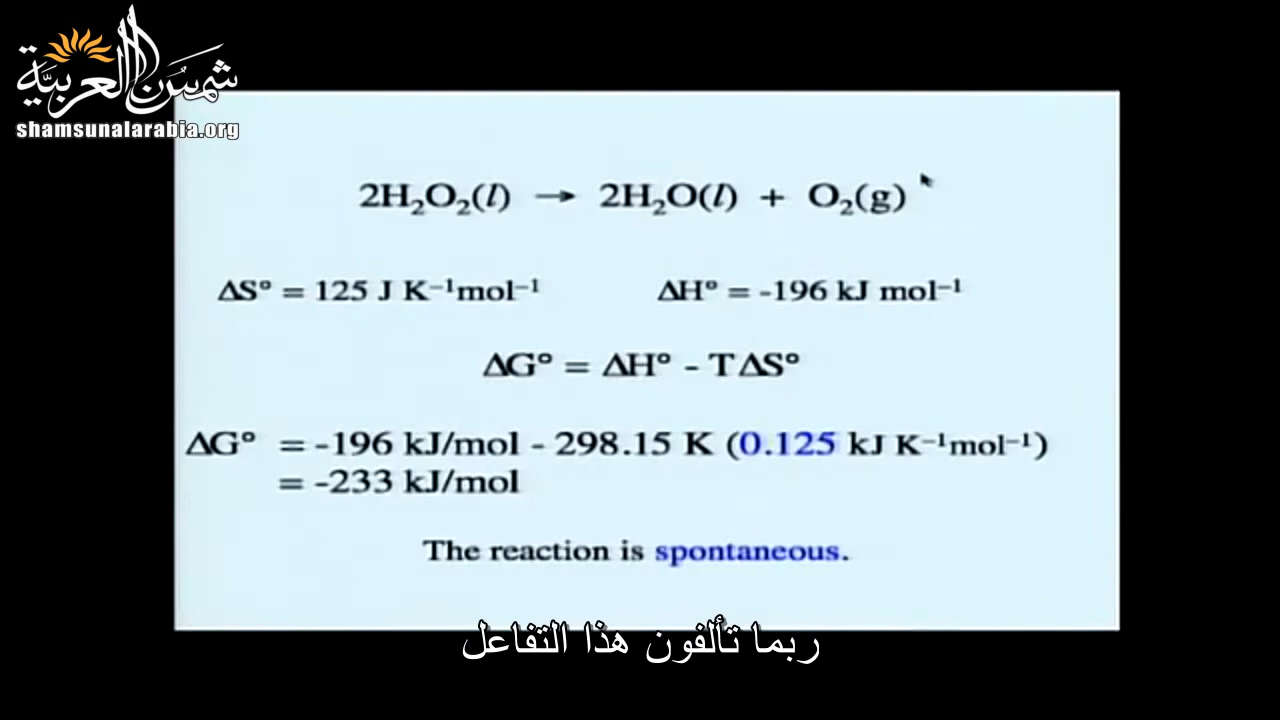 شمس العربية
shamsunalarabia.org
2H₂O₂(l) → 2H₂O(l) + O₂(g)
ΔS° = 125 J K⁻¹mol⁻¹ ΔH° = -196 kJ mol⁻¹
ΔG° = ΔH° - TΔS°
ΔG° = -196 kJ/mol - 298.15 K (0.125 kJ K⁻¹mol⁻¹)
= -233 kJ/mol
The reaction is spontaneous.
ربما تألفون هذا التفاعل